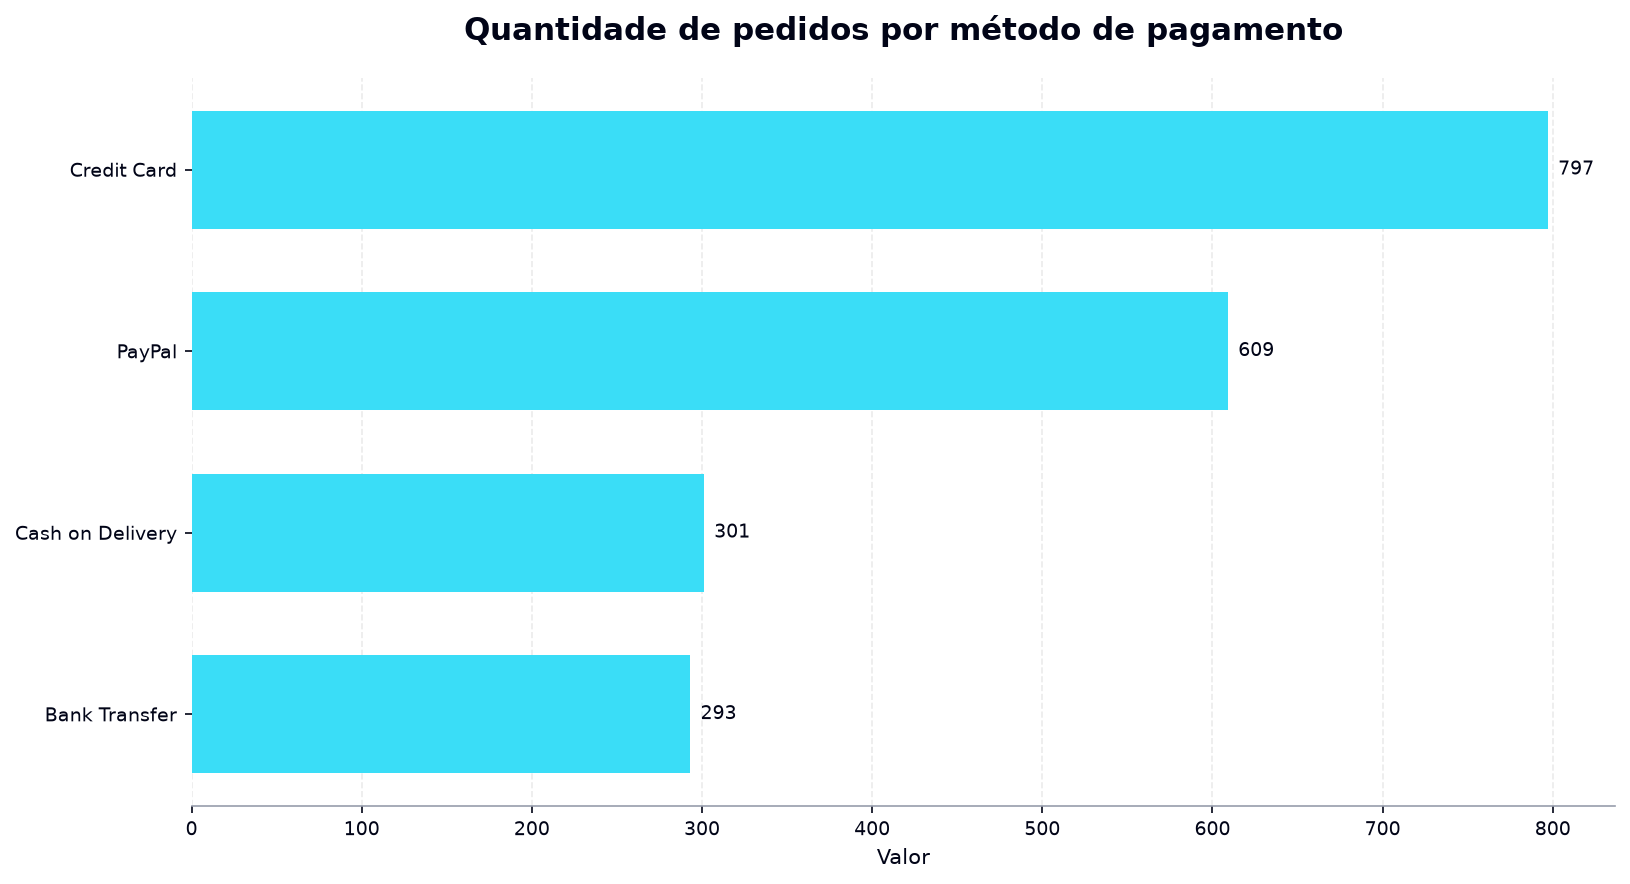 Quantidade de pedidos por método de pagamento
Credit Card
797
PayPal
609
Cash on Delivery
301
Bank Transfer
293
0 100 200 300 400 500 600 700 800
Valor